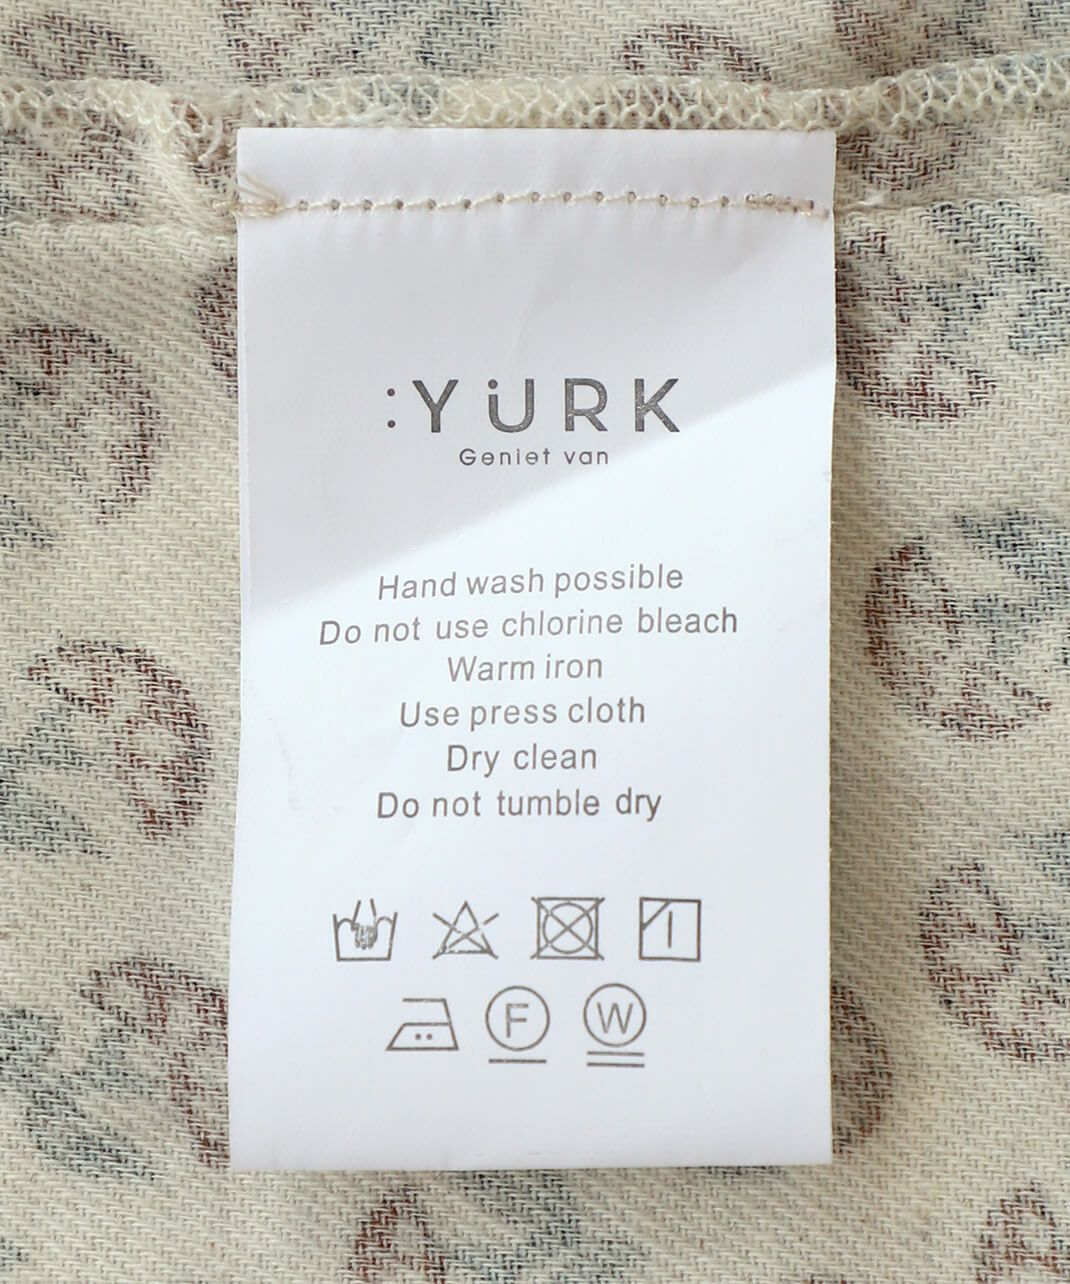 :YURK
Geniet van
Hand wash possible
Do not use chlorine bleach
Warm iron
Use press cloth
Dry clean
Do not tumble dry
F
W